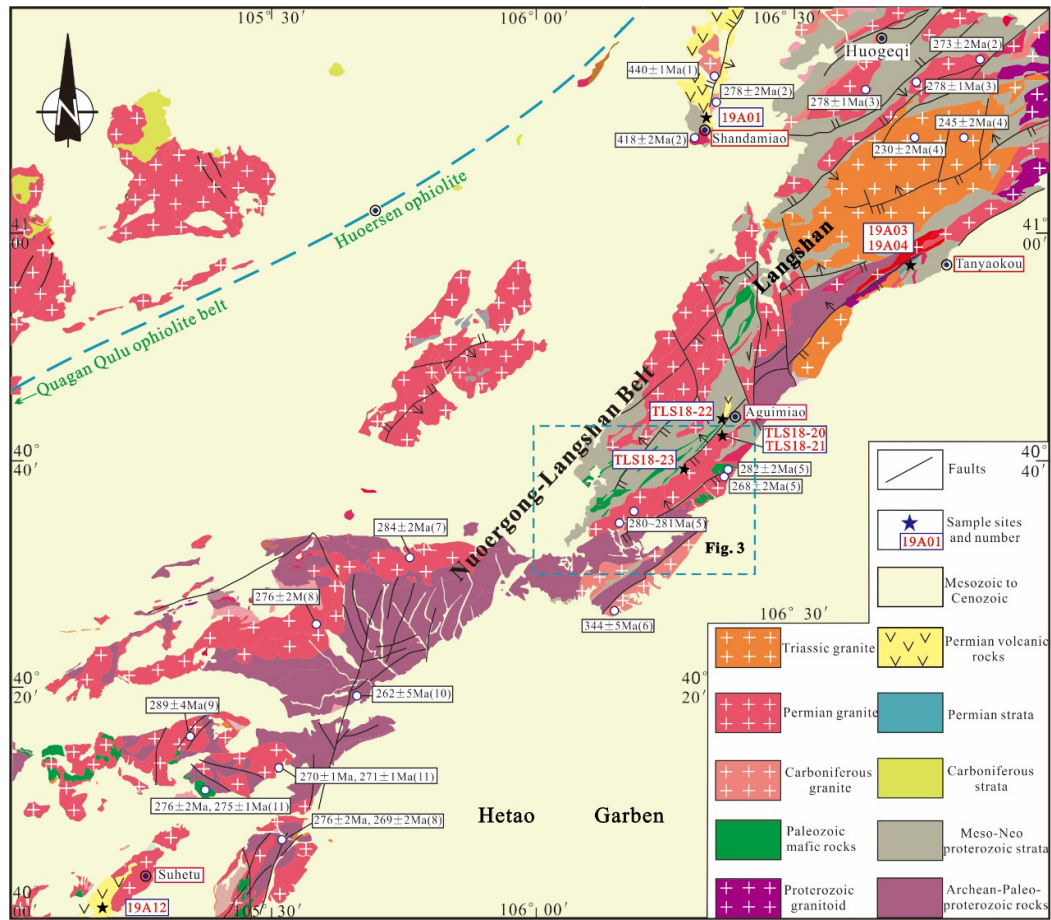 105° 30′
106° 00′
106° 30′
N
Huogeqi
273±2Ma(2)
440±1Ma(1)
278±2Ma(2)
278±1Ma(3)
278±1Ma(3)
19A01
245±2Ma(4)
418±2Ma(2)
Shandamiao
230±2Ma(4)
Huoersen ophiolite
41
00′
41°
00′
19A03
19A04
Langshan
Tanyaokou
Quagan Qulu ophiolite belt
Nuoergong-Langshan Belt
TLS18-22
Aguimiao
TLS18-20
TLS18-21
TLS18-23
40°
40′
40°
40′
282±2Ma(5)
268±2Ma(5)
280~281Ma(5)
Fig. 3
284±2Ma(7)
276±2M(8)
344±5Ma(6)
106° 30′
40°
20′
40°
20′
262±5Ma(10)
289±4Ma(9)
270±1Ma, 271±1Ma(11)
276±2Ma, 275±1Ma(11)
276±2Ma, 269±2Ma(8)
Hetao Garben
Suhetu
19A12
40
00′
105°30′
106° 00′
Faults
19A01
Sample sites
and number
Mesozoic to
Cenozoic
Triassic granite
Permian volcanic
rocks
Permian granite
Permian strata
Carboniferous
granite
Carboniferous
strata
Paleozoic
mafic rocks
Meso-Neo
proterozoic strata
Proterozoic
granitoid
Archean-Paleo-
proterozoic rocks